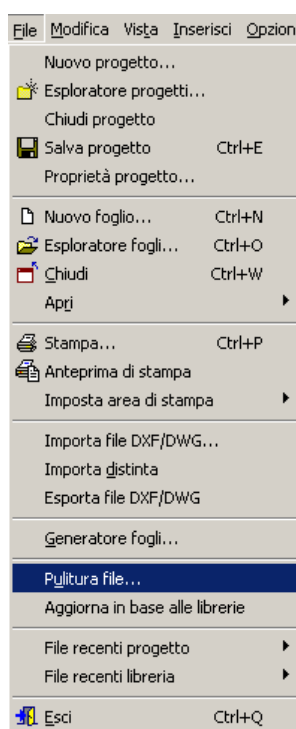 File Modifica Vista Inserisci Opzion
Nuovo progetto...
Esploratore progetti...
Chiudi progetto
Salva progetto Ctrl+E
Proprietà progetto...
Nuovo foglio... Ctrl+N
Esploratore fogli... Ctrl+O
Chiudi Ctrl+W
Apri
Stampa... Ctrl+P
Anteprima di stampa
Imposta area di stampa
Importa file DXF/DWG...
Importa distinta
Esporta file DXF/DWG
Generatore fogli...
Pulitura file...
Aggiorna in base alle librerie
File recenti progetto
File recenti libreria
Esci Ctrl+Q